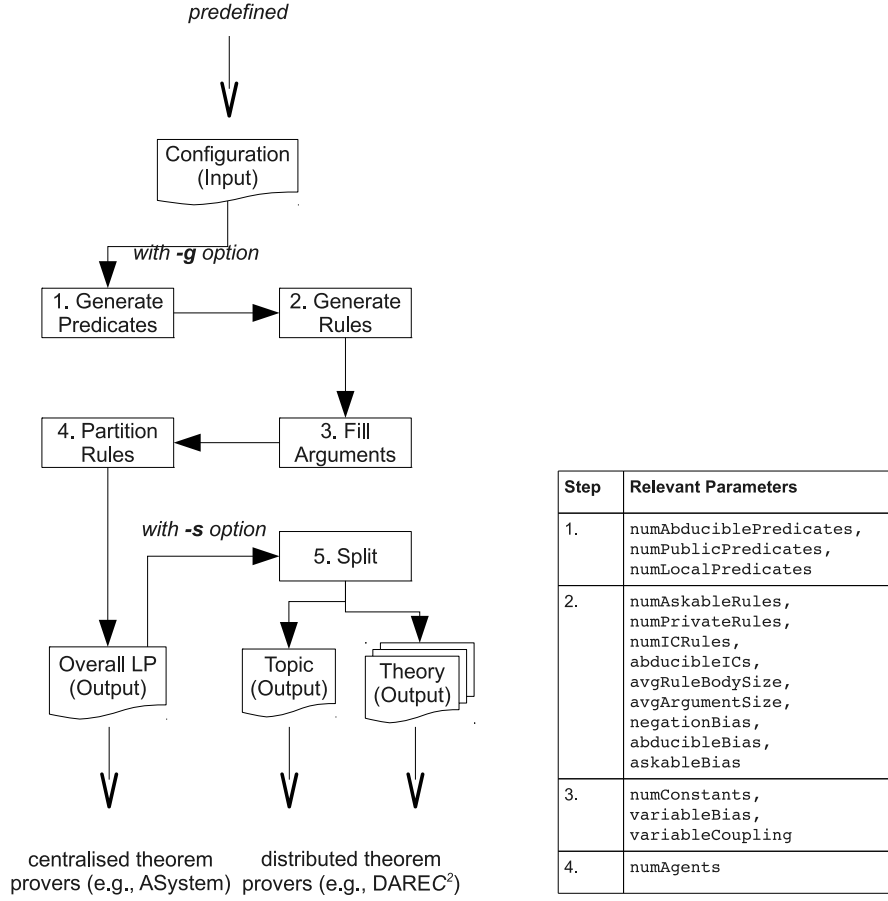 predefined
Configuration
(Input)
with -g option
1. Generate
Predicates
2. Generate
Rules
4. Partition
Rules
3. Fill
Arguments
with -s option
5. Split
Overall LP
(Output)
Topic
(Output)
Theory
(Output)
centralised theorem
provers (e.g., ASystem)
distributed theorem
provers (e.g., DAREC²)
Step Relevant Parameters
1. numAbduciblePredicates,
numPublicPredicates,
numLocalPredicates
2. numAskableRules,
numPrivateRules,
numICRules,
abducibleICs,
avgRuleBodySize,
avgArgumentSize,
negationBias,
abducibleBias,
askableBias
3. numConstants,
variableBias,
variableCoupling
4. numAgents